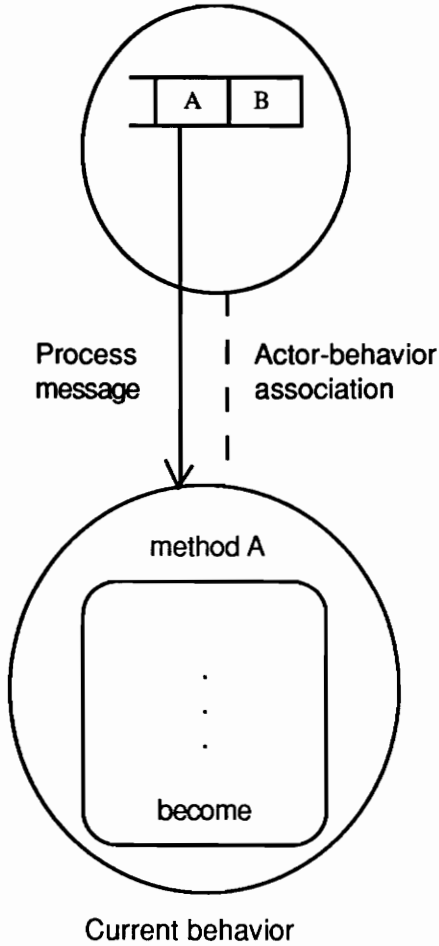 A B
Process
message
Actor-behavior
association
method A
.
.
.
become
Current behavior